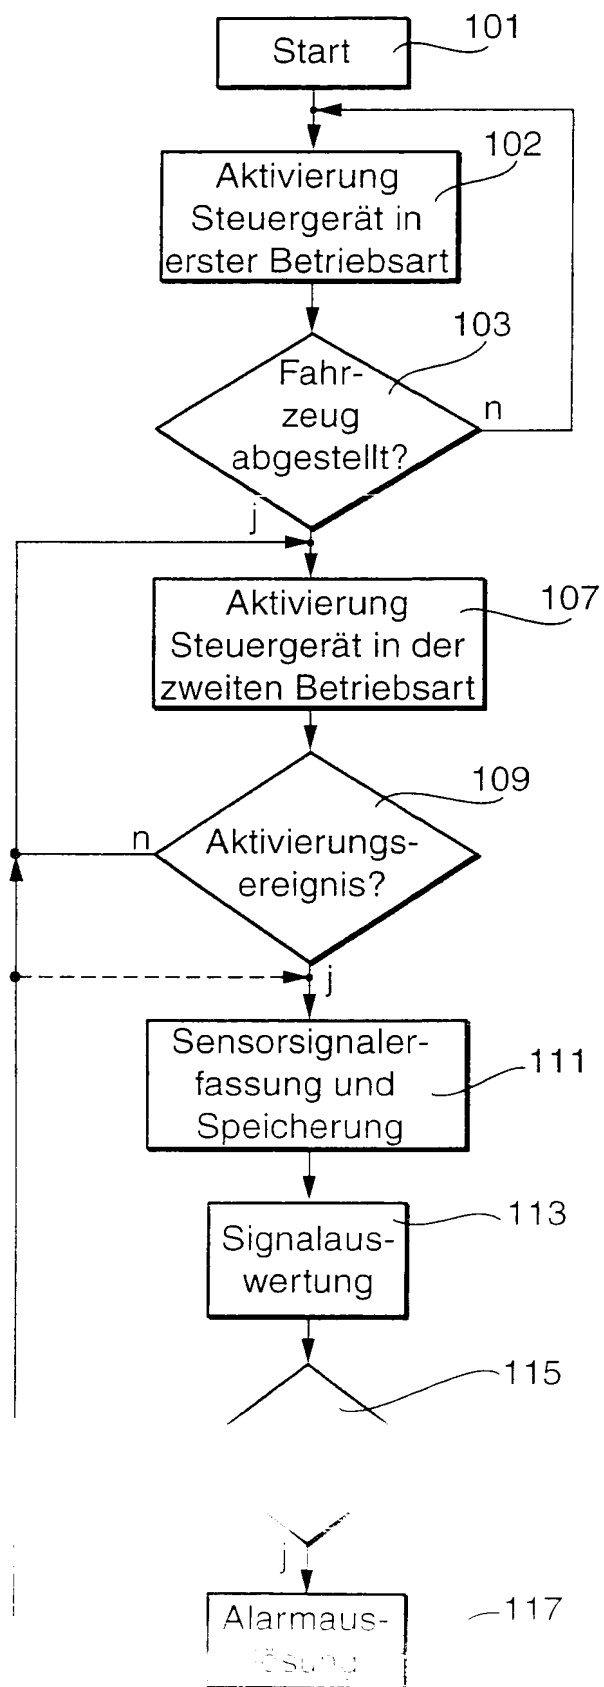 Start
101
102
Aktivierung
Steuergerät in
erster Betriebsart
103
Fahr-
zeug
abgestellt?
n
j
107
Aktivierung
Steuergerät in der
zweiten Betriebsart
109
n
Aktivierungs-
ereignis?
j
Sensorsignaler-
fassung und
Speicherung
111
113
Signalaus-
wertung
115
j
117
Alarmaus-
lösung